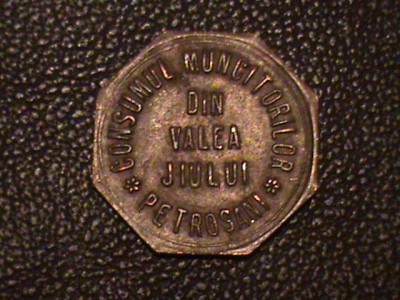 CONSUMUL MUNCITORILOR
DIN
VALEA
JIULUI
* PETROSANI *